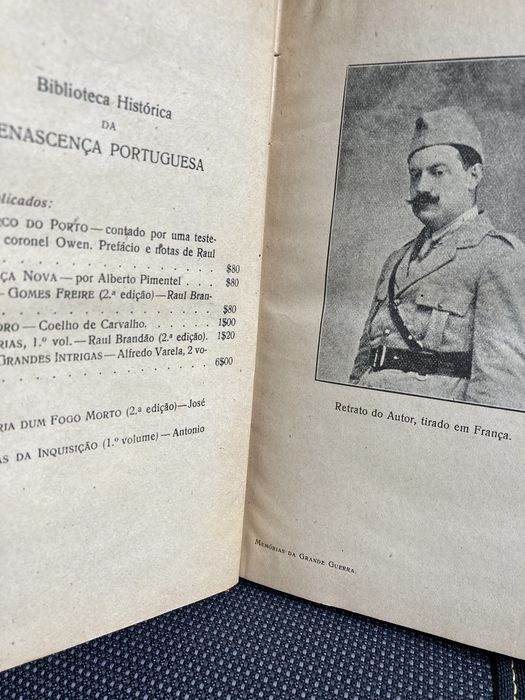 Biblioteca Histórica
DA
ENASCENÇA PORTUGUESA
licados:
CO DO PORTO — contado por uma teste-
coronel Owen. Prefácio e notas de Raul
. . . . . . . . . . . . $80
ÇA NOVA — por Alberto Pimentel . $80
— GOMES FREIRE (2.ª edição) — Raul Bran-
. . . . . . . . . . . . $80
DRO — Coelho de Carvalho. . . . . 1$00
RIAS, 1.º vol. — Raul Brandão (2.ª edição). 1$20
GRANDES INTRIGAS — Alfredo Varela, 2 vo-
. . . . . . . . . . . . 6$00
RIA DUM FOGO MORTO (2.ª edição) — José
AS DA INQUISIÇÃO (1.º volume) — Antonio
Retrato do Autor, tirado em França.
MEMÓRIAS DA GRANDE GUERRA.